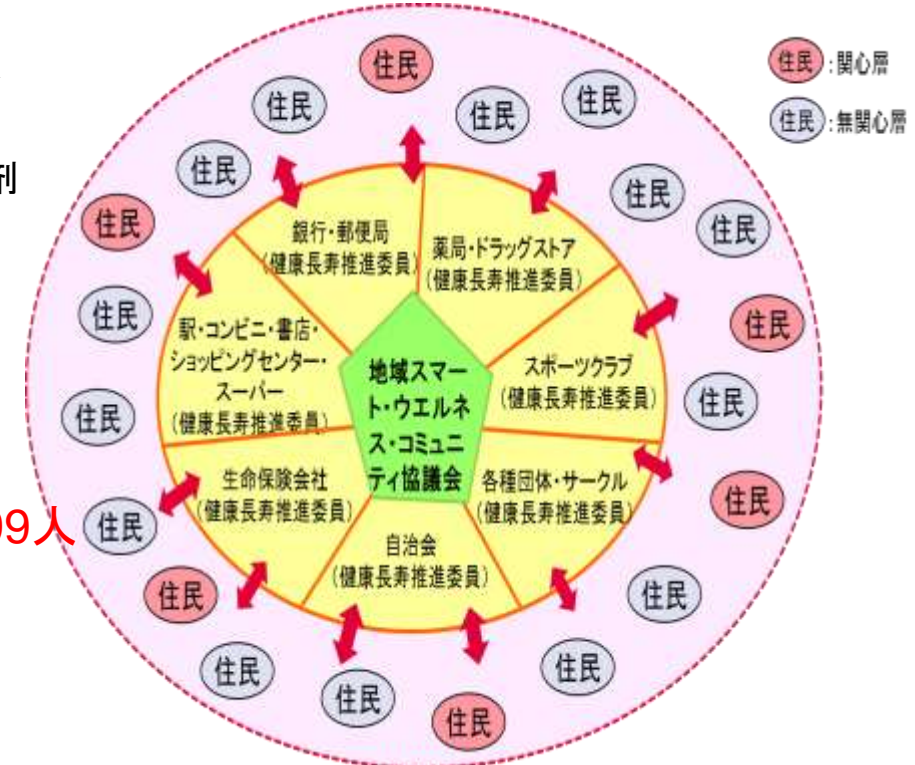 住民
住民
:関心層
住民
住民
住民
住民
:無関心層
住民
剤
住民
住民
住民
銀行・郵便局
(健康長寿推進委員)
薬局・ドラッグストア
(健康長寿推進委員)
住民
駅・コンビニ・書店・
ショッピングセンター・
スーパー
(健康長寿推進委員)
住民
地域スマー
ト・ウエルネ
ス・コミュニ
ティ協議会
スポーツクラブ
(健康長寿推進委員)
住民
住民
生命保険会社
(健康長寿推進委員)
各種団体・サークル
(健康長寿推進委員)
住民
99人
住民
自治会
(健康長寿推進委員)
住民
住民
住民
住民
住民
住民